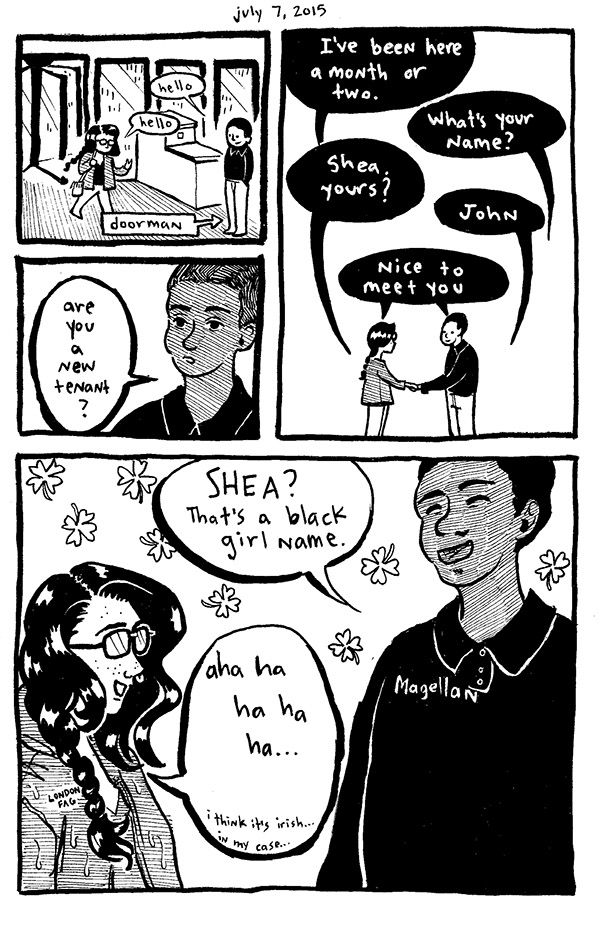 july 7, 2015
hello
hello
doorman
are
you
a
new
tenant
?
I've been here
a month or
two.
What's your
name?
Shea,
yours?
John
Nice to
meet you
SHEA?
That's a black
girl name.
aha ha
ha ha
ha...
i think it's irish...
in my case...
Magellan
LONDON
FAG